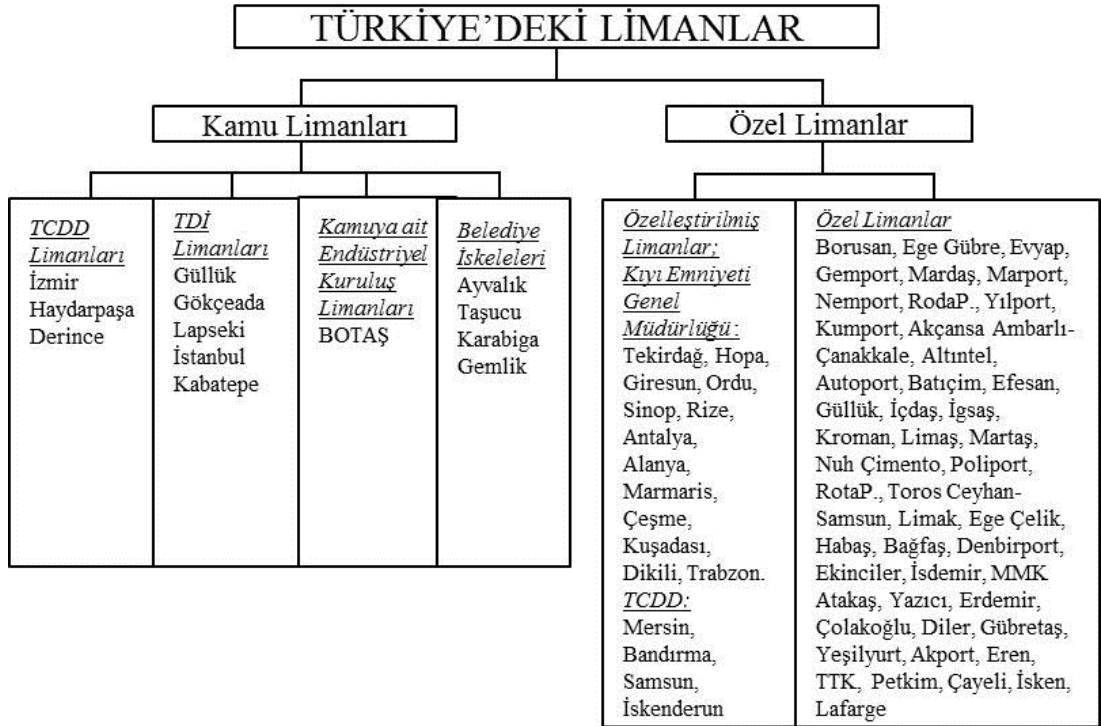 TÜRKİYE'DEKİ LİMANLAR
Kamu Limanları
Özel Limanlar
TCDD
Limanları
İzmir
Haydarpaşa
Derince
TDİ
Limanları
Güllük
Gökçeada
Lapseki
İstanbul
Kabatepe
Kamuya ait
Endüstriyel
Kuruluş
Limanları
BOTAŞ
Belediye
İskeleleri
Ayvalık
Taşucu
Karabiga
Gemlik
Özelleştirilmiş
Limanlar;
Kıyı Emniyeti
Genel
Müdürlüğü:
Tekirdağ, Hopa,
Giresun, Ordu,
Sinop, Rize,
Antalya,
Alanya,
Marmaris,
Çeşme,
Kuşadası,
Dikili, Trabzon.
TCDD:
Mersin,
Bandırma,
Samsun,
İskenderun
Özel Limanlar
Borusan, Ege Gübre, Evyap,
Gemport, Mardaş, Marport,
Nemport, RodaP., Yılport,
Kumport, Akçansa Ambarlı-
Çanakkale, Altıntel,
Autoport, Batıçim, Efesan,
Güllük, İçdaş, İgsaş,
Kroman, Limaş, Martaş,
Nuh Çimento, Poliport,
RotaP., Toros Ceyhan-
Samsun, Limak, Ege Çelik,
Habaş, Bağfaş, Denbirport,
Ekinciler, İsdemir, MMK
Atakaş, Yazıcı, Erdemir,
Çolakoğlu, Diler, Gübretaş,
Yeşilyurt, Akport, Eren,
TTK, Petkim, Çayeli, İsken,
Lafarge